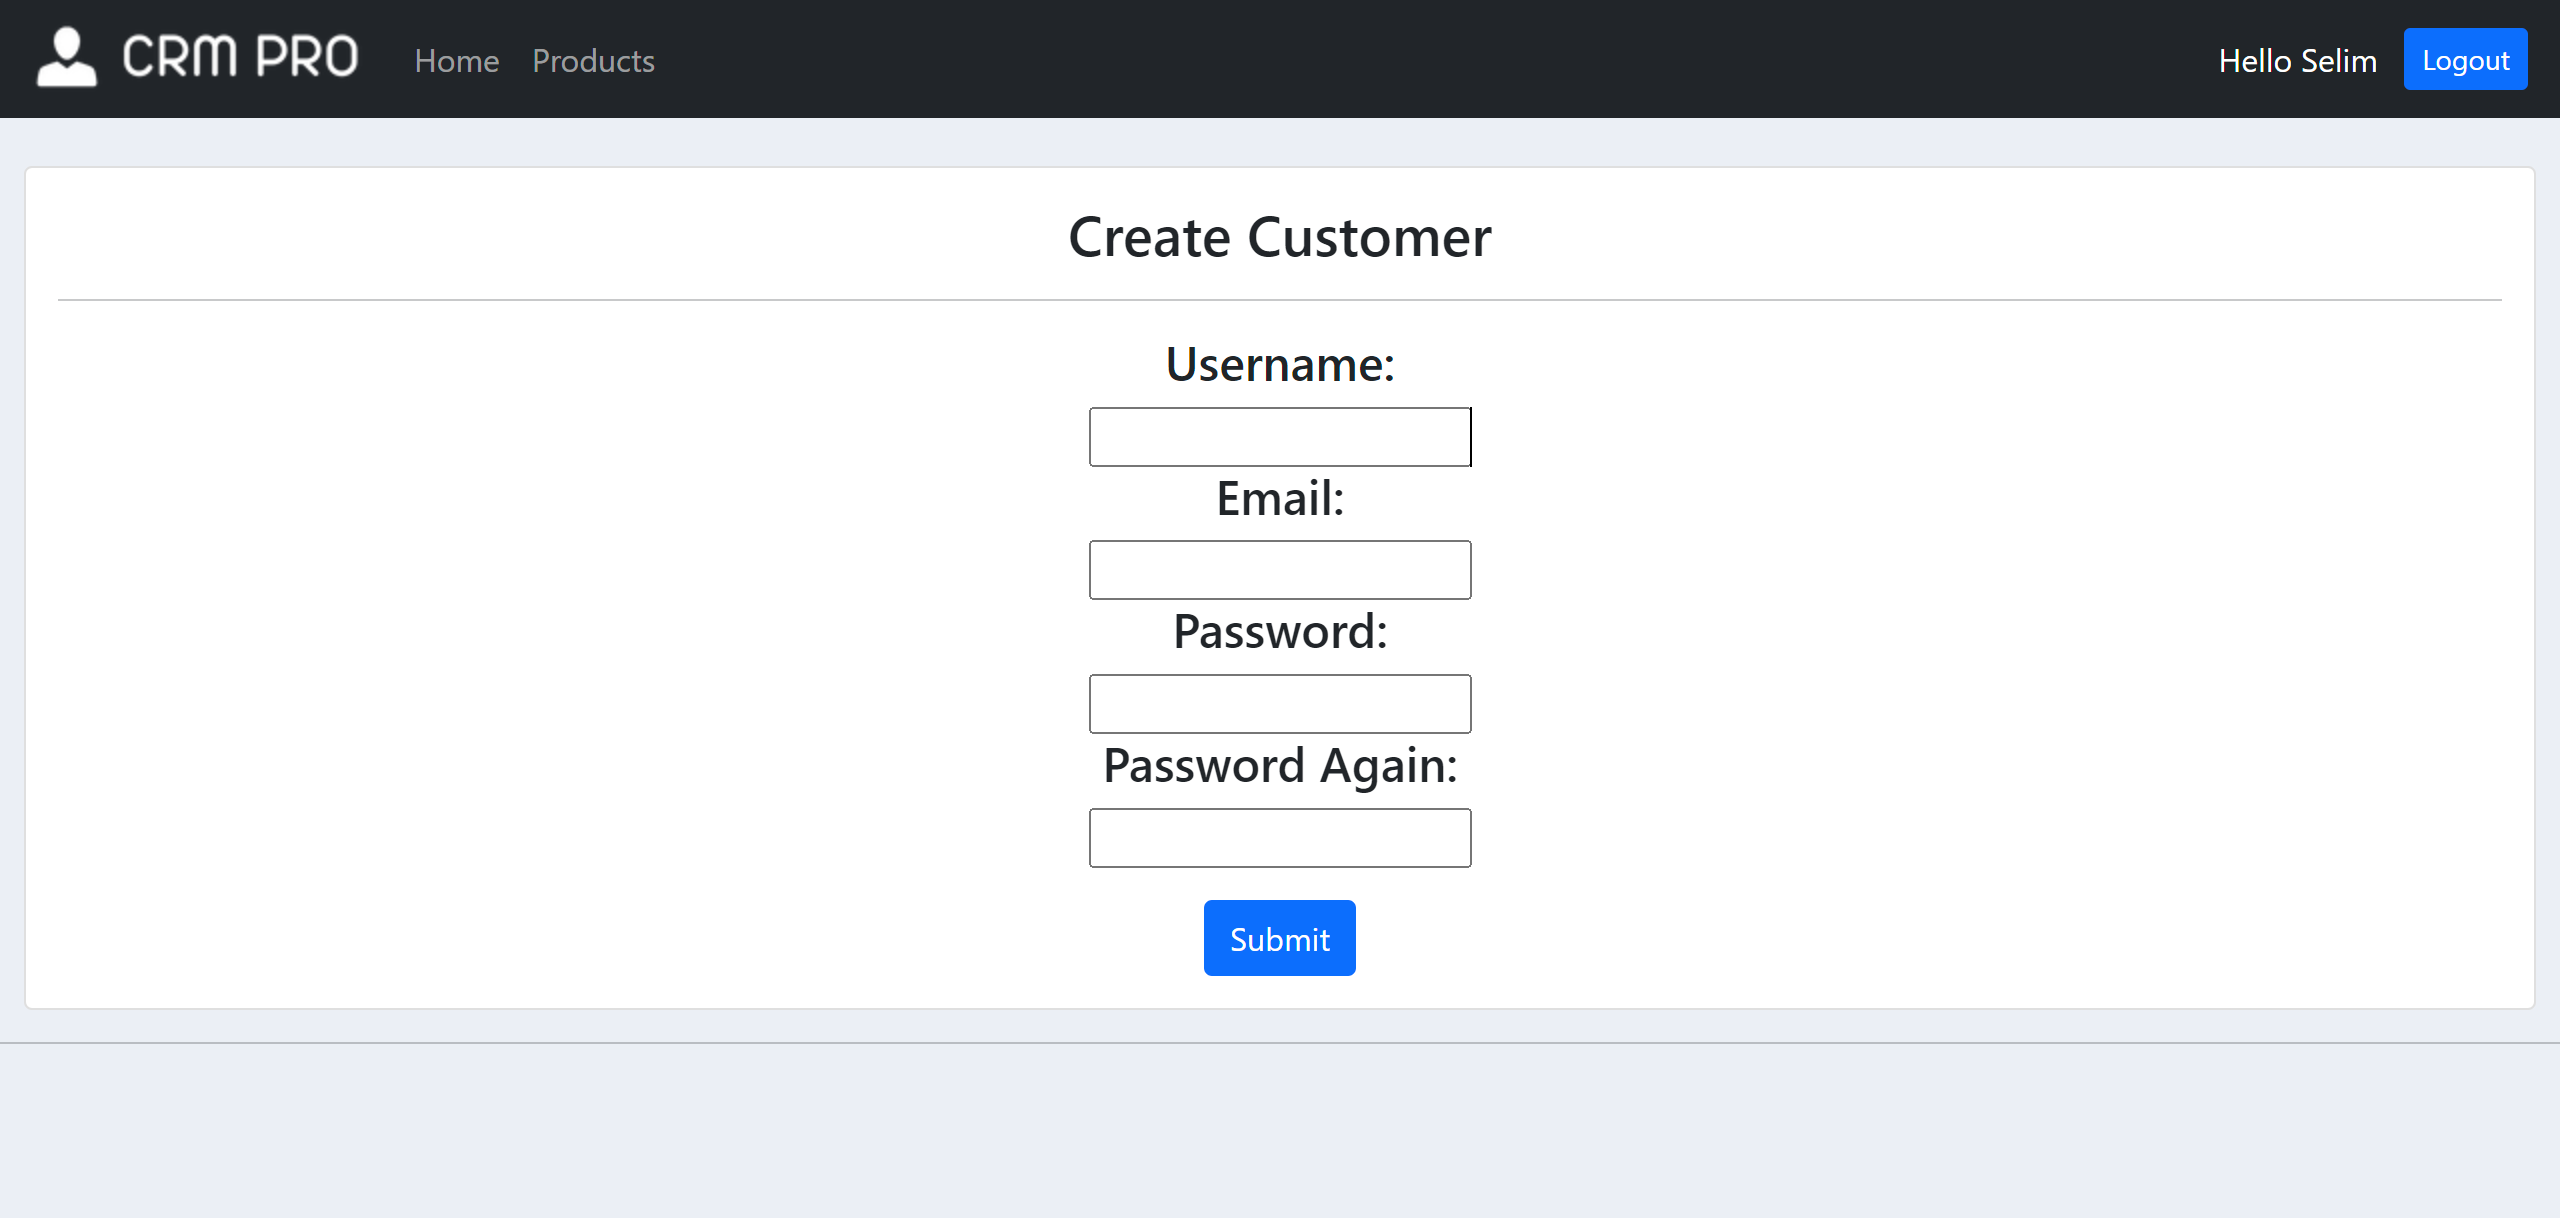 CRM PRO Home Products Hello Selim Logout
Create Customer
Username:
Email:
Password:
Password Again:
Submit